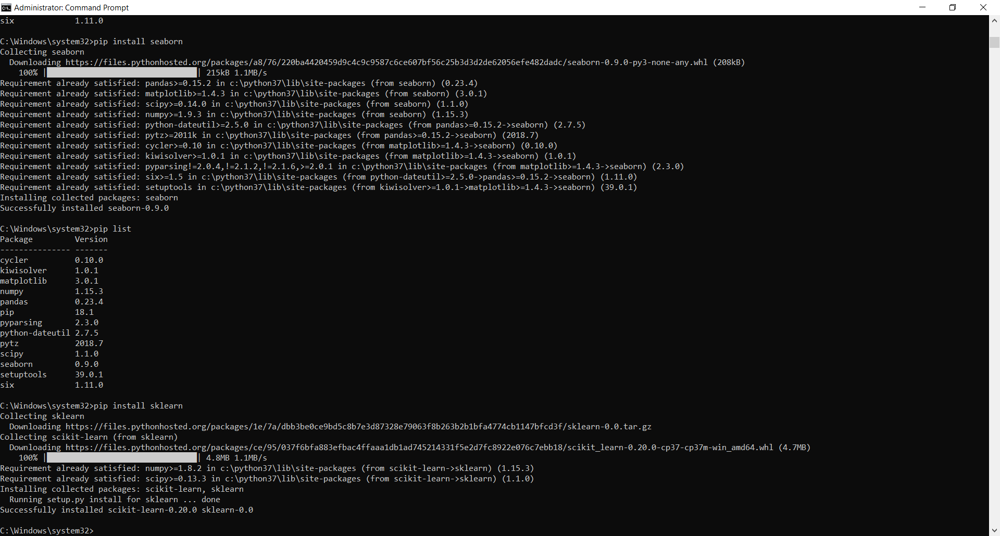 Administrator: Command Prompt
six             1.11.0
C:\Windows\system32>pip install seaborn
Collecting seaborn
  Downloading https://files.pythonhosted.org/packages/a8/76/220ba4420459d9c4c9c9587c6ce607bf56c25b3d3d2de62056efe482dadc/seaborn-0.9.0-py3-none-any.whl (208kB)
    100% |████████████████████████████████| 215kB 1.1MB/s
Requirement already satisfied: pandas>=0.15.2 in c:\python37\lib\site-packages (from seaborn) (0.23.4)
Requirement already satisfied: matplotlib>=1.4.3 in c:\python37\lib\site-packages (from seaborn) (3.0.1)
Requirement already satisfied: scipy>=0.14.0 in c:\python37\lib\site-packages (from seaborn) (1.1.0)
Requirement already satisfied: numpy>=1.9.3 in c:\python37\lib\site-packages (from seaborn) (1.15.3)
Requirement already satisfied: python-dateutil>=2.5.0 in c:\python37\lib\site-packages (from pandas>=0.15.2->seaborn) (2.7.5)
Requirement already satisfied: pytz>=2011k in c:\python37\lib\site-packages (from pandas>=0.15.2->seaborn) (2018.7)
Requirement already satisfied: cycler>=0.10 in c:\python37\lib\site-packages (from matplotlib>=1.4.3->seaborn) (0.10.0)
Requirement already satisfied: kiwisolver>=1.0.1 in c:\python37\lib\site-packages (from matplotlib>=1.4.3->seaborn) (1.0.1)
Requirement already satisfied: pyparsing!=2.0.4,!=2.1.2,!=2.1.6,>=2.0.1 in c:\python37\lib\site-packages (from matplotlib>=1.4.3->seaborn) (2.3.0)
Requirement already satisfied: six>=1.5 in c:\python37\lib\site-packages (from python-dateutil>=2.5.0->pandas>=0.15.2->seaborn) (1.11.0)
Requirement already satisfied: setuptools in c:\python37\lib\site-packages (from kiwisolver>=1.0.1->matplotlib>=1.4.3->seaborn) (39.0.1)
Installing collected packages: seaborn
Successfully installed seaborn-0.9.0
C:\Windows\system32>pip list
Package         Version
--------------- -------
cycler          0.10.0
kiwisolver      1.0.1
matplotlib      3.0.1
numpy           1.15.3
pandas          0.23.4
pip             18.1
pyparsing       2.3.0
python-dateutil 2.7.5
pytz            2018.7
scipy           1.1.0
seaborn         0.9.0
setuptools      39.0.1
six             1.11.0
C:\Windows\system32>pip install sklearn
Collecting sklearn
  Downloading https://files.pythonhosted.org/packages/1e/7a/dbb3be0ce9bd5c8b7e3d87328e79063f8b263b2b1bfa4774cb1147bfcd3f/sklearn-0.0.tar.gz
Collecting scikit-learn (from sklearn)
  Downloading https://files.pythonhosted.org/packages/ce/95/037f6bfa883efbac4ffaaa1db1ad745214331f5e2d7fc8922e076c7ebb18/scikit_learn-0.20.0-cp37-cp37m-win_amd64.whl (4.7MB)
    100% |████████████████████████████████| 4.8MB 1.1MB/s
Requirement already satisfied: numpy>=1.8.2 in c:\python37\lib\site-packages (from scikit-learn->sklearn) (1.15.3)
Requirement already satisfied: scipy>=0.13.3 in c:\python37\lib\site-packages (from scikit-learn->sklearn) (1.1.0)
Installing collected packages: scikit-learn, sklearn
  Running setup.py install for sklearn ... done
Successfully installed scikit-learn-0.20.0 sklearn-0.0
C:\Windows\system32>